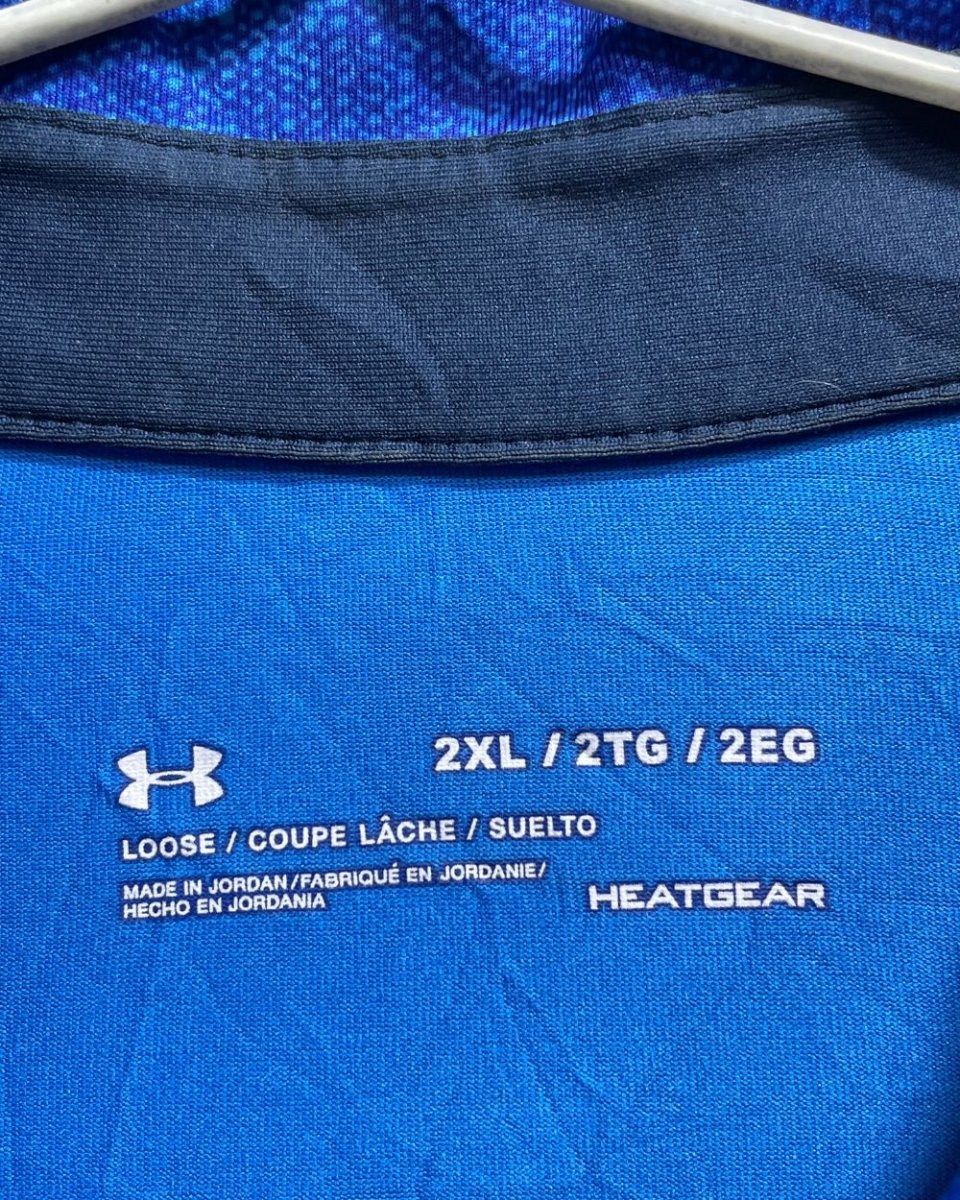 2XL / 2TG / 2EG
LOOSE / COUPE LÂCHE / SUELTO
MADE IN JORDAN/FABRIQUÉ EN JORDANIE/
HECHO EN JORDANIA
HEATGEAR